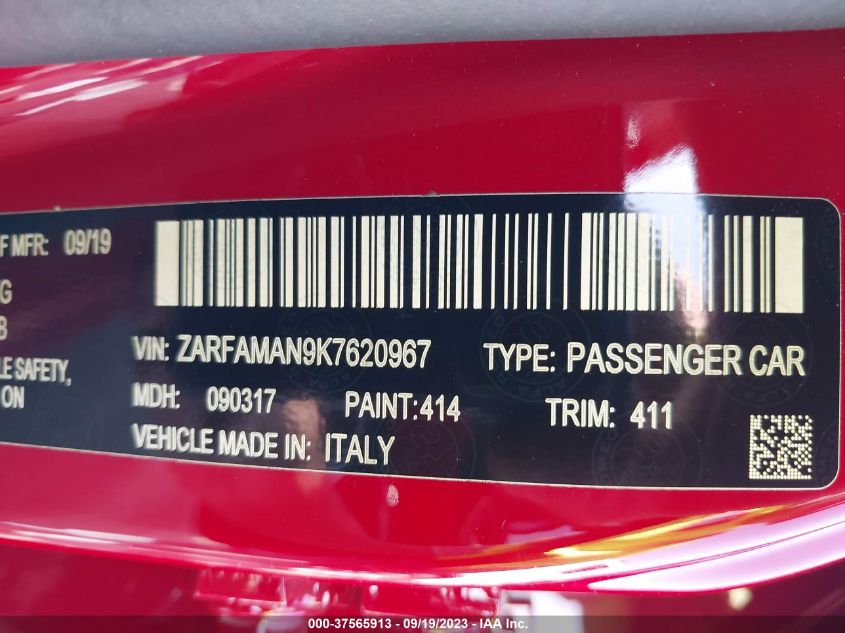 F MFR: 09/19
G
B
LE SAFETY,
ON
VIN: ZARFAMAN9K7620967 TYPE: PASSENGER CAR
MDH: 090317 PAINT:414 TRIM: 411
VEHICLE MADE IN: ITALY
000-37565913 - 09/19/2023 - IAA Inc.